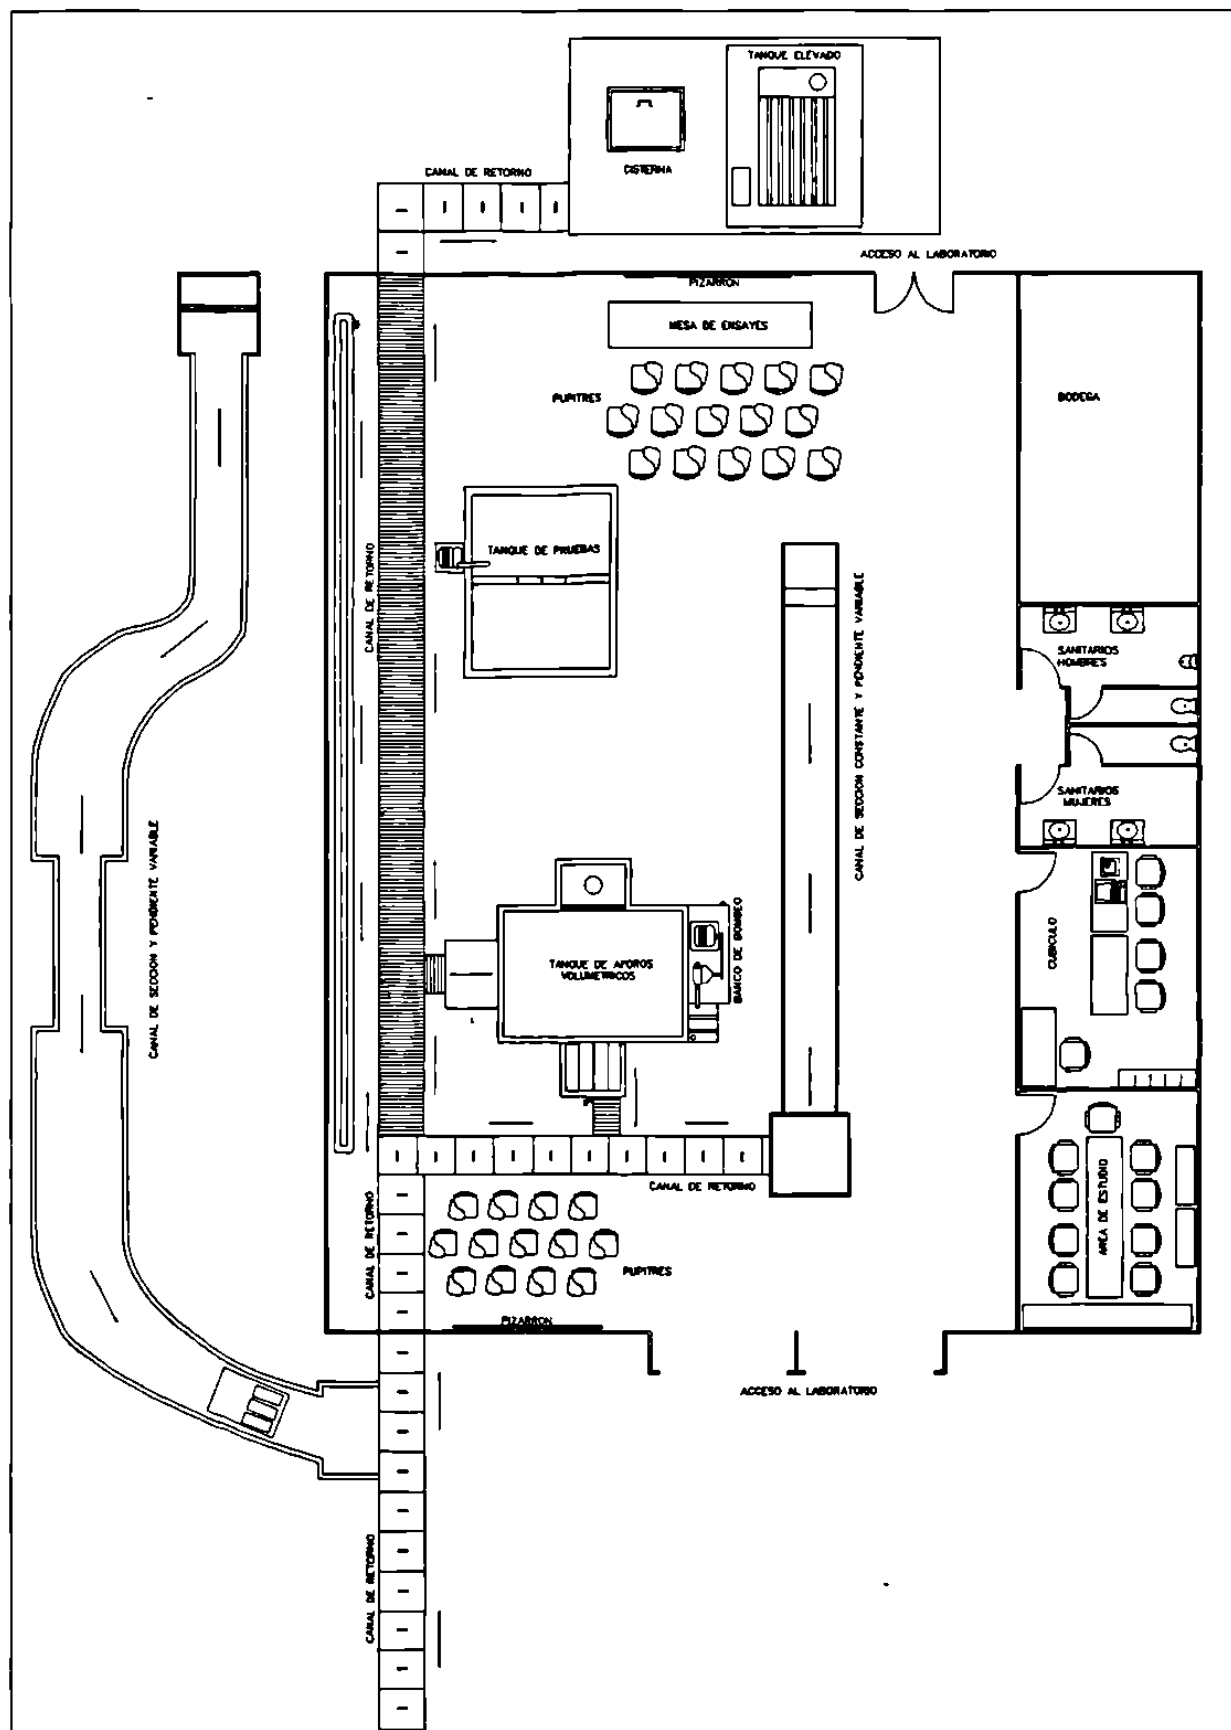 TANQUE ELEVADO
CISTERNA
CANAL DE RETORNO
ACCESO AL LABORATORIO
PIZARRON
MESA DE ENSAYES
PUPITRES
BODEGA
TANQUE DE PRUEBAS
CANAL DE RETORNO
CANAL DE SECCION CONSTANTE Y PENDIENTE VARIABLE
SANITARIOS
HOMBRES
SANITARIOS
MUJERES
CANAL DE SECCION Y PENDIENTE VARIABLE
TANQUE DE AFOROS
VOLUMETRICOS
BANCO DE BOMBEO
CUBICULO
CANAL DE RETORNO
CANAL DE RETORNO
AREA DE ESTUDIO
PUPITRES
PIZARRON
ACCESO AL LABORATORIO
CANAL DE RETORNO